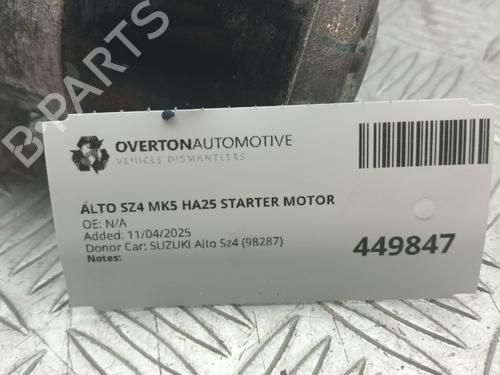 B-PARTS
OVERTONAUTOMOTIVE
VEHICLE DISMANTLERS
ALTO SZ4 MK5 HA25 STARTER MOTOR
OE: N/A
Added: 11/04/2025
Donor Car: SUZUKI Alto Sz4 (98287)
Notes:
449847